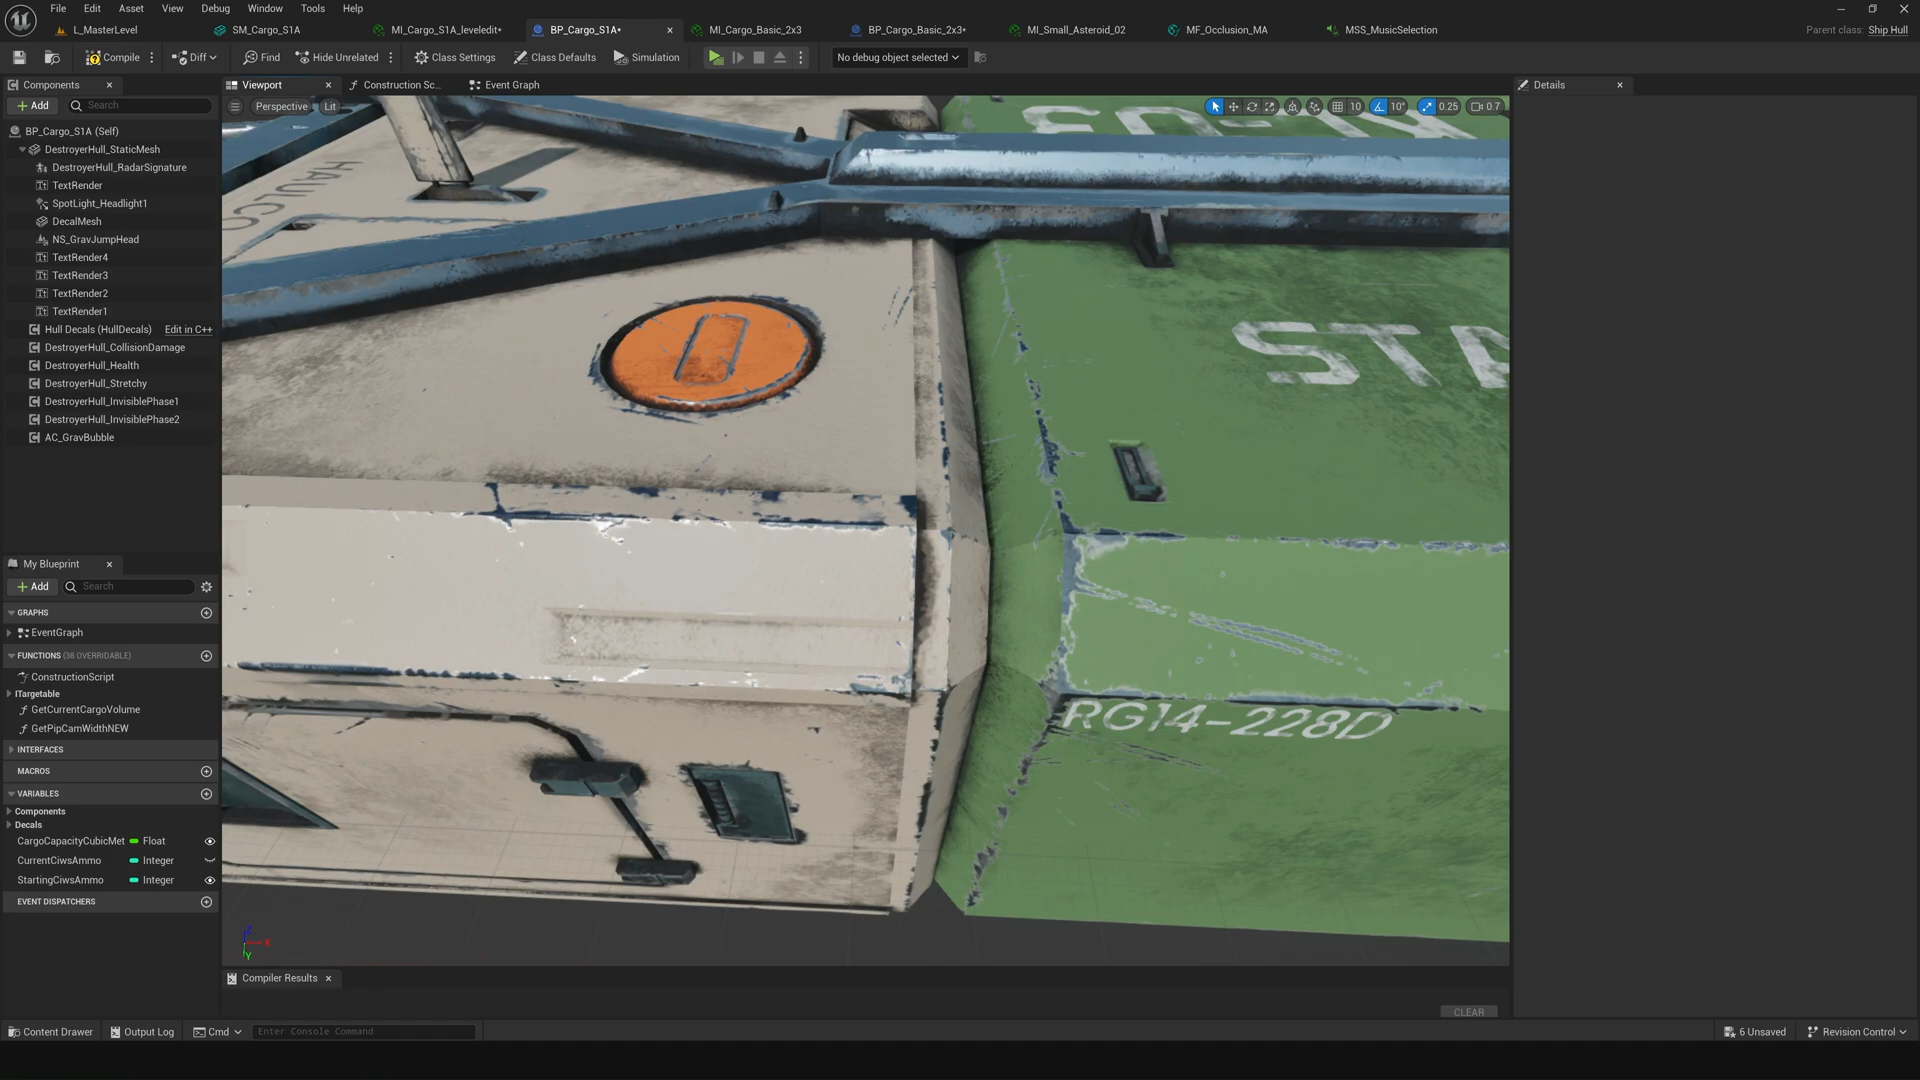 File Edit Asset View Debug Window Tools Help
L_MasterLevel SM_Cargo_S1A MI_Cargo_S1A_leveledit* BP_Cargo_S1A* MI_Cargo_Basic_2x3 BP_Cargo_Basic_2x3* MI_Small_Asteroid_02 MF_Occlusion_MA MSS_MusicSelection Parent class: Ship Hull
Compile Diff Find Hide Unrelated Class Settings Class Defaults Simulation No debug object selected
Components Viewport Construction Sc... Event Graph Details
Add Search Perspective Lit 10 10° 0.25 0.7
BP_Cargo_S1A (Self)
DestroyerHull_StaticMesh
DestroyerHull_RadarSignature
TextRender
SpotLight_Headlight1
DecalMesh
NS_GravJumpHead
TextRender4
TextRender3
TextRender2
TextRender1
Hull Decals (HullDecals) Edit in C++
DestroyerHull_CollisionDamage
DestroyerHull_Health
DestroyerHull_Stretchy
DestroyerHull_InvisiblePhase1
DestroyerHull_InvisiblePhase2
AC_GravBubble
STA
RG14-228D
My Blueprint
Add Search
GRAPHS
EventGraph
FUNCTIONS (38 OVERRIDABLE)
ConstructionScript
ITargetable
GetCurrentCargoVolume
GetPipCamWidthNEW
INTERFACES
MACROS
VARIABLES
Components
Decals
CargoCapacityCubicMet Float
CurrentCiwsAmmo Integer
StartingCiwsAmmo Integer
EVENT DISPATCHERS
Z X Y
Compiler Results
CLEAR
Content Drawer Output Log Cmd Enter Console Command 6 Unsaved Revision Control